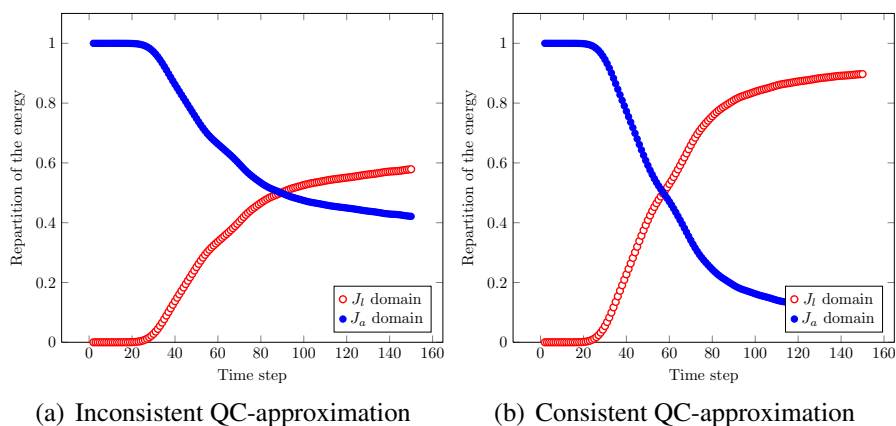 Repartition of the energy
1
0.8
0.6
0.4
0.2
0
0 20 40 60 80 100 120 140 160
Time step
J_l domain
J_a domain
(a) Inconsistent QC-approximation
Repartition of the energy
1
0.8
0.6
0.4
0.2
0
0 20 40 60 80 100 120 140 160
Time step
J_l domain
J_a domain
(b) Consistent QC-approximation